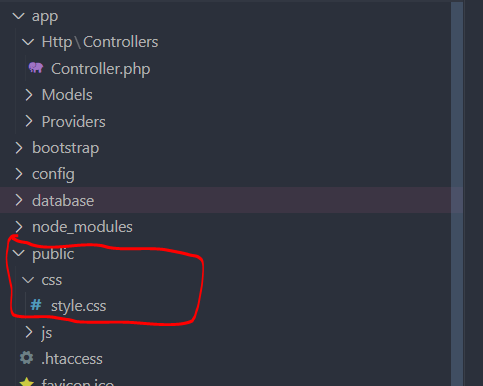 app
Http\Controllers
Controller.php
Models
Providers
bootstrap
config
database
node_modules
public
css
# style.css
js
.htaccess
favicon.ico